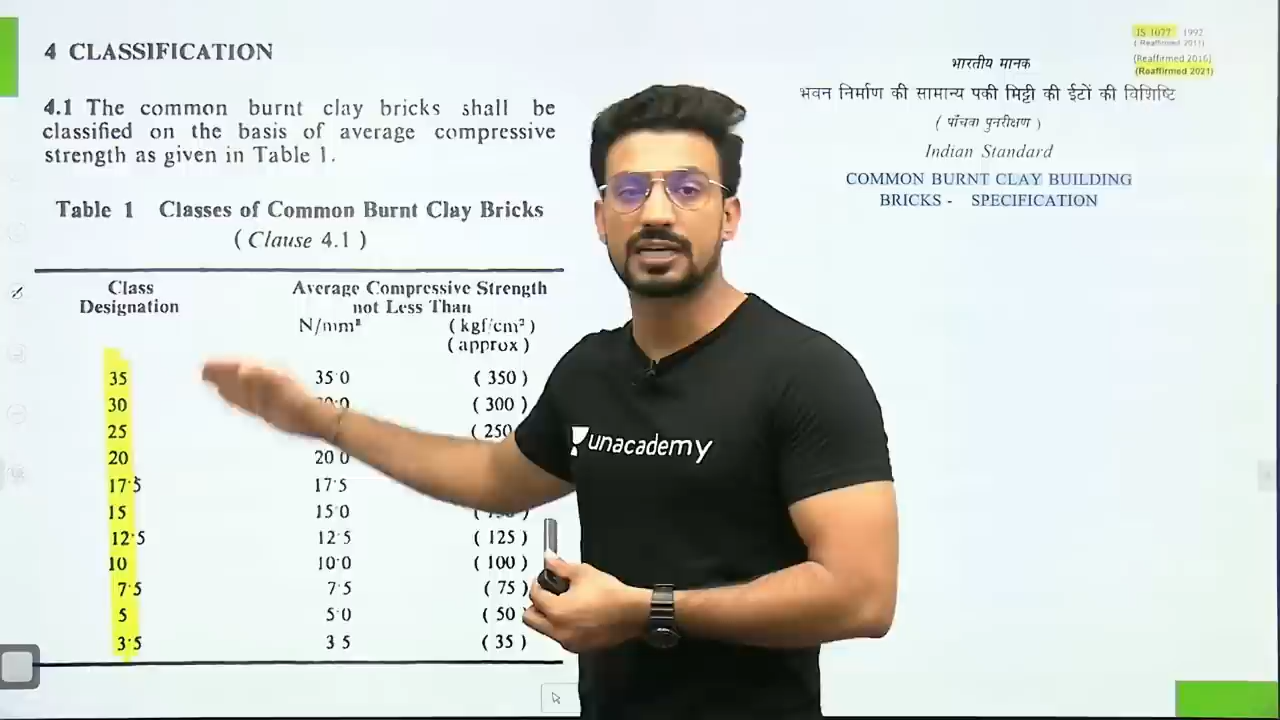 4 CLASSIFICATION
4.1 The common burnt clay bricks shall be
classified on the basis of average compressive
strength as given in Table 1.
Table 1 Classes of Common Burnt Clay Bricks
( Clause 4.1 )
Class Designation
Average Compressive Strength
not Less Than
N/mm² (kgf/cm²)
(approx)
35 35·0 (350)
30 (300)
25 (250
20 20·0
17·5 17·5
15 15·0
12·5 12·5 (125)
10 10·0 (100)
7·5 7·5 (75)
5 5·0 (50
3·5 3 5 (35)
IS 1077 1992
( Reaffirmed 2011)
(Reaffirmed 2016)
(Reaffirmed 2021)
भारतीय मानक
भवन निर्माण की सामान्य पकी मिट्टी की ईंटों की विशिष्टि
( पाँचवा पुनरीक्षण )
Indian Standard
COMMON BURNT CLAY BUILDING
BRICKS - SPECIFICATION
unacademy